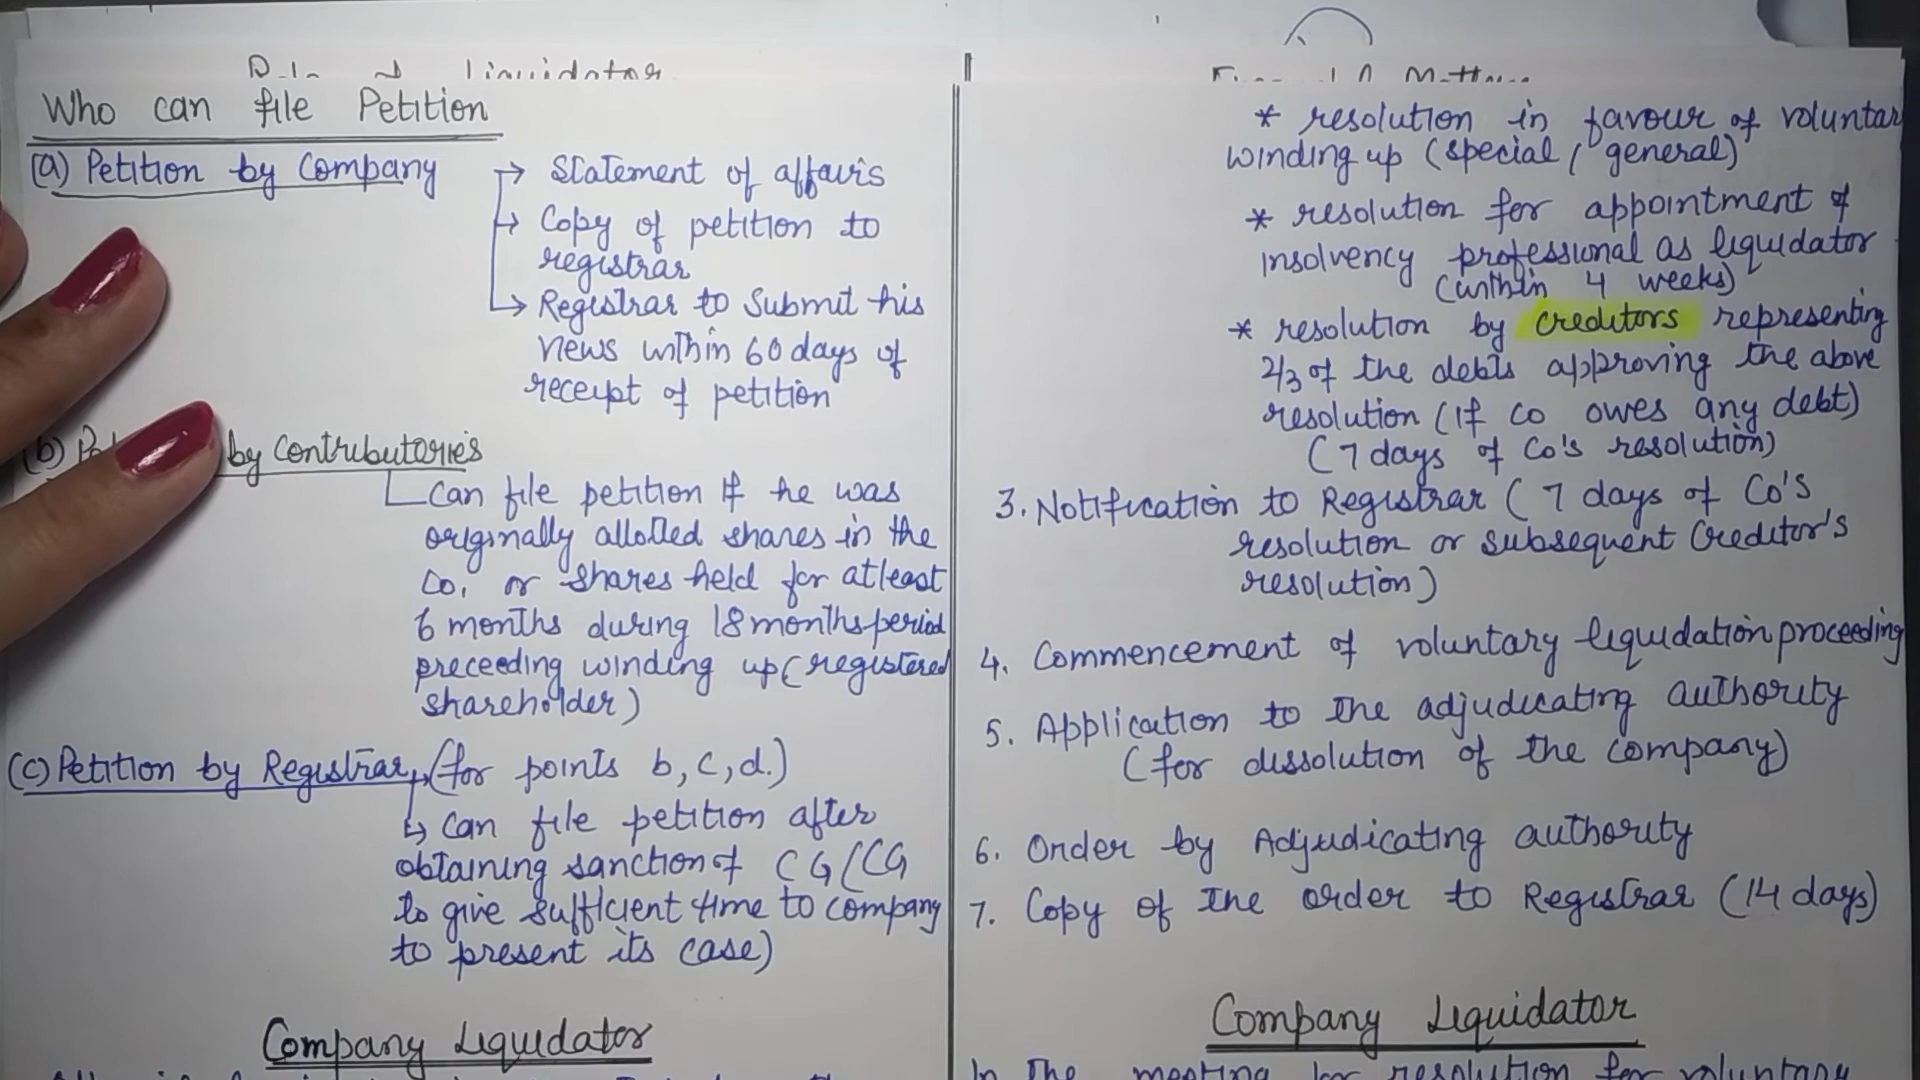 Who can file Petition
(a) Petition by Company
→ Statement of affairs
→ Copy of petition to
registrar
→ Registrar to Submit his
views within 60 days of
receipt of petition
(b) by Contributories
Can file petition if he was
originally allotted shares in the
Co, or shares held for atleast
6 months during 18 months period
preceeding winding up (registered
shareholder)
(c) Petition by Registrar → (for points b, c, d.)
↳ Can file petition after
obtaining sanction of CG (CG
to give sufficient time to company
to present its case)
Company Liquidator
* resolution in favour of
winding up (special / general)
* resolution for appointment of
insolvency professional as liquidator
(within 4 weeks)
* resolution by creditors representing
2/3 of the debts approving the above
resolution (if Co owes any debt)
(7 days of Co's resolution)
3. Notification to Registrar (7 days of Co's
resolution or subsequent Creditor's
resolution)
4. Commencement of voluntary liquidation proceeding
5. Application to the adjudicating authority
(for dissolution of the company)
6. Order by Adjudicating authority
7. Copy of the order to Registrar (14 days)
Company Liquidator
In the meeting for resolution for voluntary